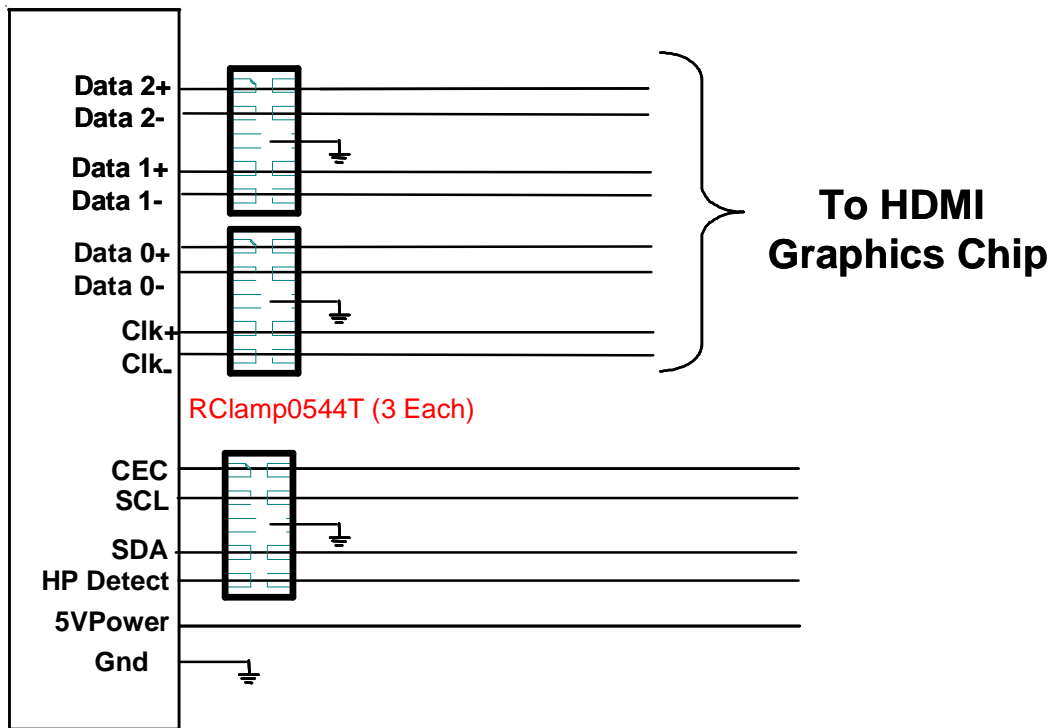 Data 2+
Data 2-
Data 1+
Data 1-
Data 0+
Data 0-
Clk+
Clk-
To HDMI
Graphics Chip
RClamp0544T (3 Each)
CEC
SCL
SDA
HP Detect
5VPower
Gnd